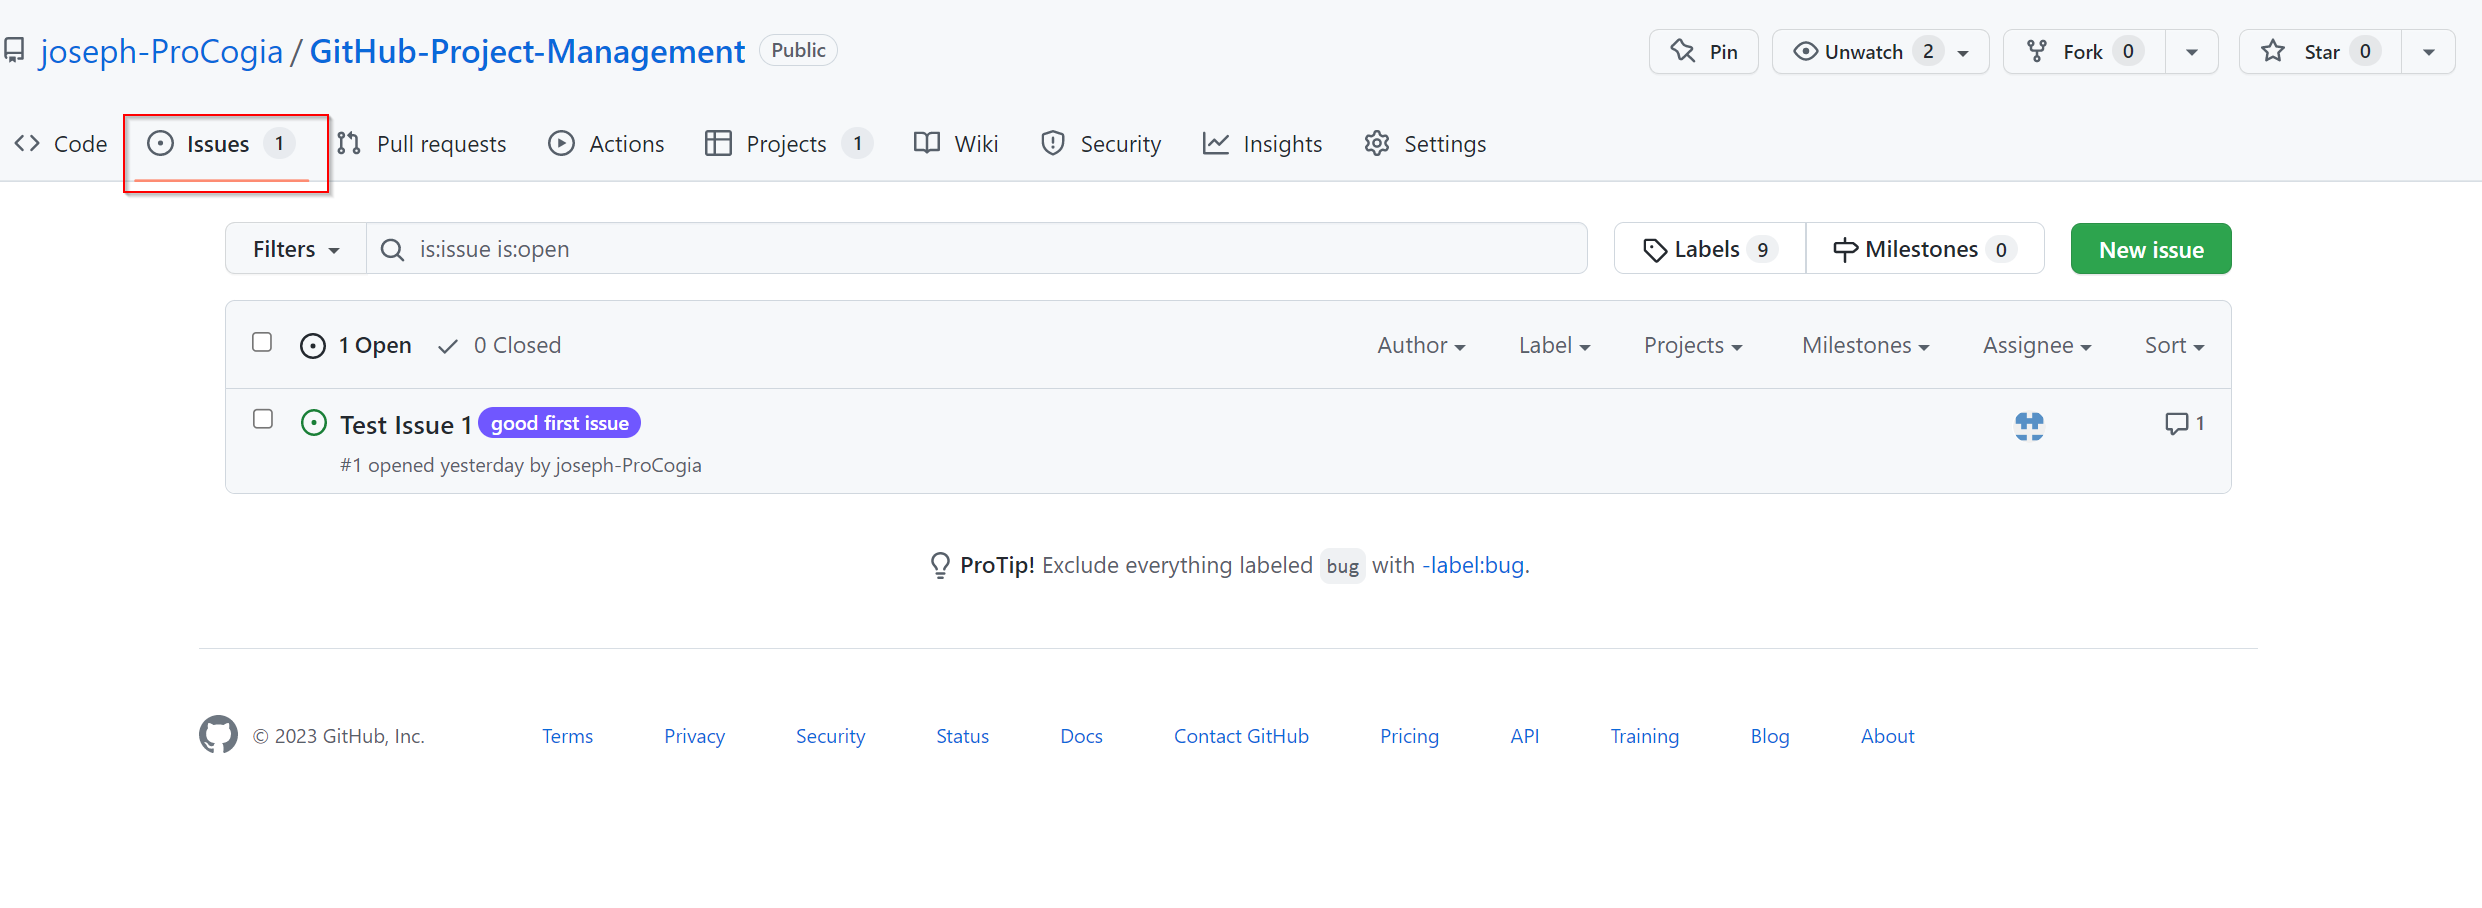 joseph-ProCogia / GitHub-Project-Management Public Pin Unwatch 2 Fork 0 Star 0
Code Issues 1 Pull requests Actions Projects 1 Wiki Security Insights Settings
Filters is:issue is:open Labels 9 Milestones 0 New issue
1 Open 0 Closed Author Label Projects Milestones Assignee Sort
Test Issue 1 good first issue 1
#1 opened yesterday by joseph-ProCogia
ProTip! Exclude everything labeled bug with -label:bug.
© 2023 GitHub, Inc. Terms Privacy Security Status Docs Contact GitHub Pricing API Training Blog About